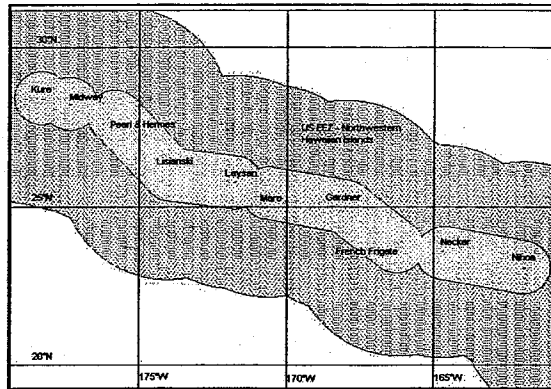 30°N
Kure
Midway
Pearl & Hermes
US EEZ - Northwestern
Hawaiian Islands
Lisianski
Laysan
Maro
Gardner
25°N
French Frigate
Necker
Nihoa
20°N
175°W
170°W
165°W